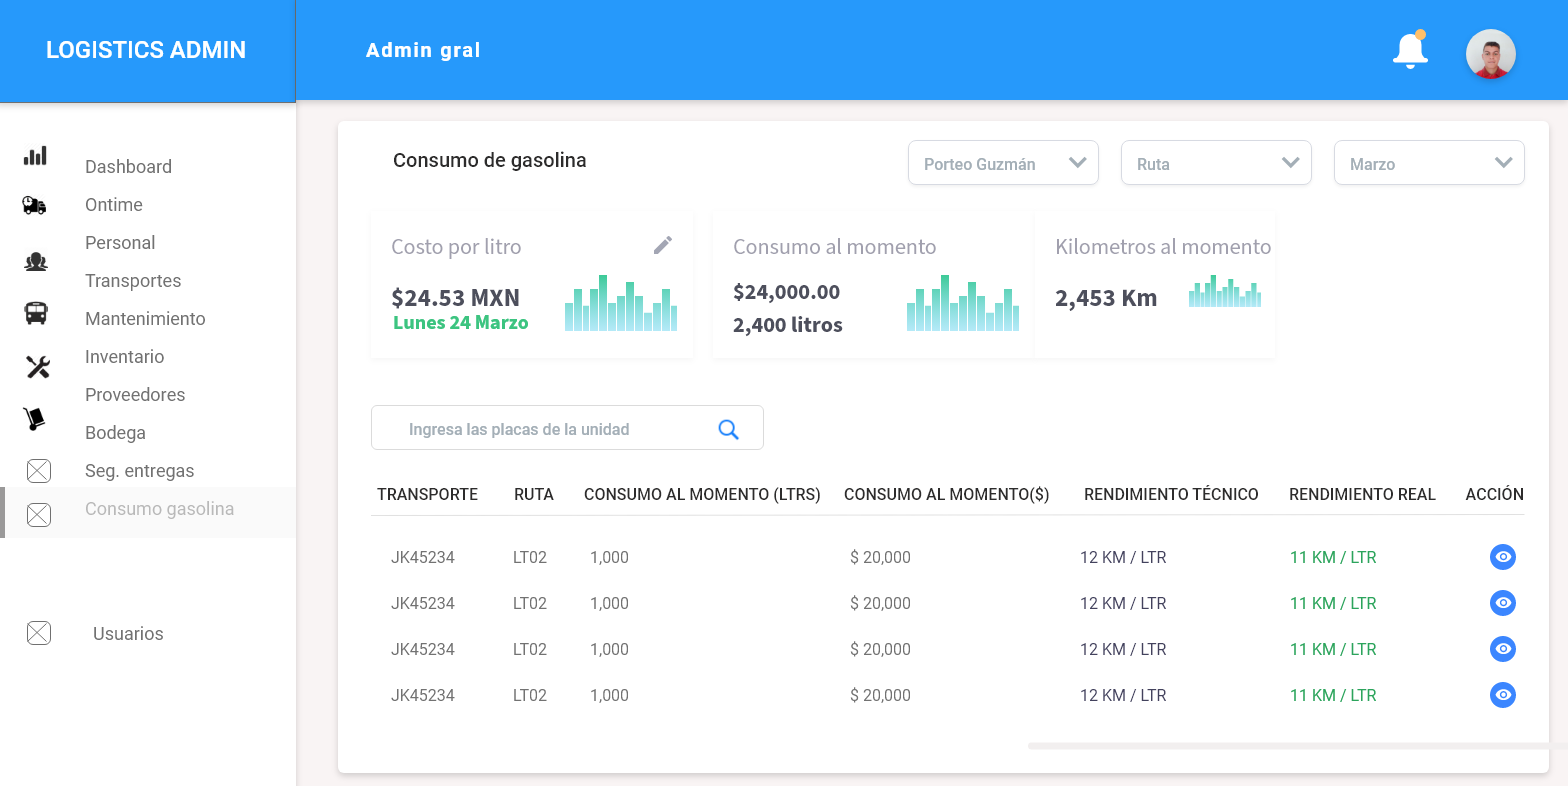 LOGISTICS ADMIN
Admin gral
Dashboard
Ontime
Personal
Transportes
Mantenimiento
Inventario
Proveedores
Bodega
Seg. entregas
Consumo gasolina
Usuarios
Consumo de gasolina
Porteo Guzmán
Ruta
Marzo
Costo por litro
$24.53 MXN
Lunes 24 Marzo
Consumo al momento
$24,000.00
2,400 litros
Kilometros al momento
2,453 Km
Ingresa las placas de la unidad
TRANSPORTE RUTA CONSUMO AL MOMENTO (LTRS) CONSUMO AL MOMENTO($) RENDIMIENTO TÉCNICO RENDIMIENTO REAL ACCIÓN
JK45234 LT02 1,000 $ 20,000 12 KM / LTR 11 KM / LTR
JK45234 LT02 1,000 $ 20,000 12 KM / LTR 11 KM / LTR
JK45234 LT02 1,000 $ 20,000 12 KM / LTR 11 KM / LTR
JK45234 LT02 1,000 $ 20,000 12 KM / LTR 11 KM / LTR